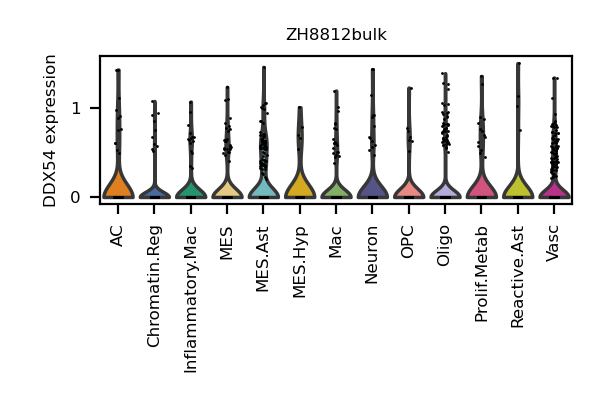 ZH8812bulk
DDX54 expression
1
0
AC
Chromatin.Reg
Inflammatory.Mac
MES
MES.Ast
MES.Hyp
Mac
Neuron
OPC
Oligo
Prolif.Metab
Reactive.Ast
Vasc